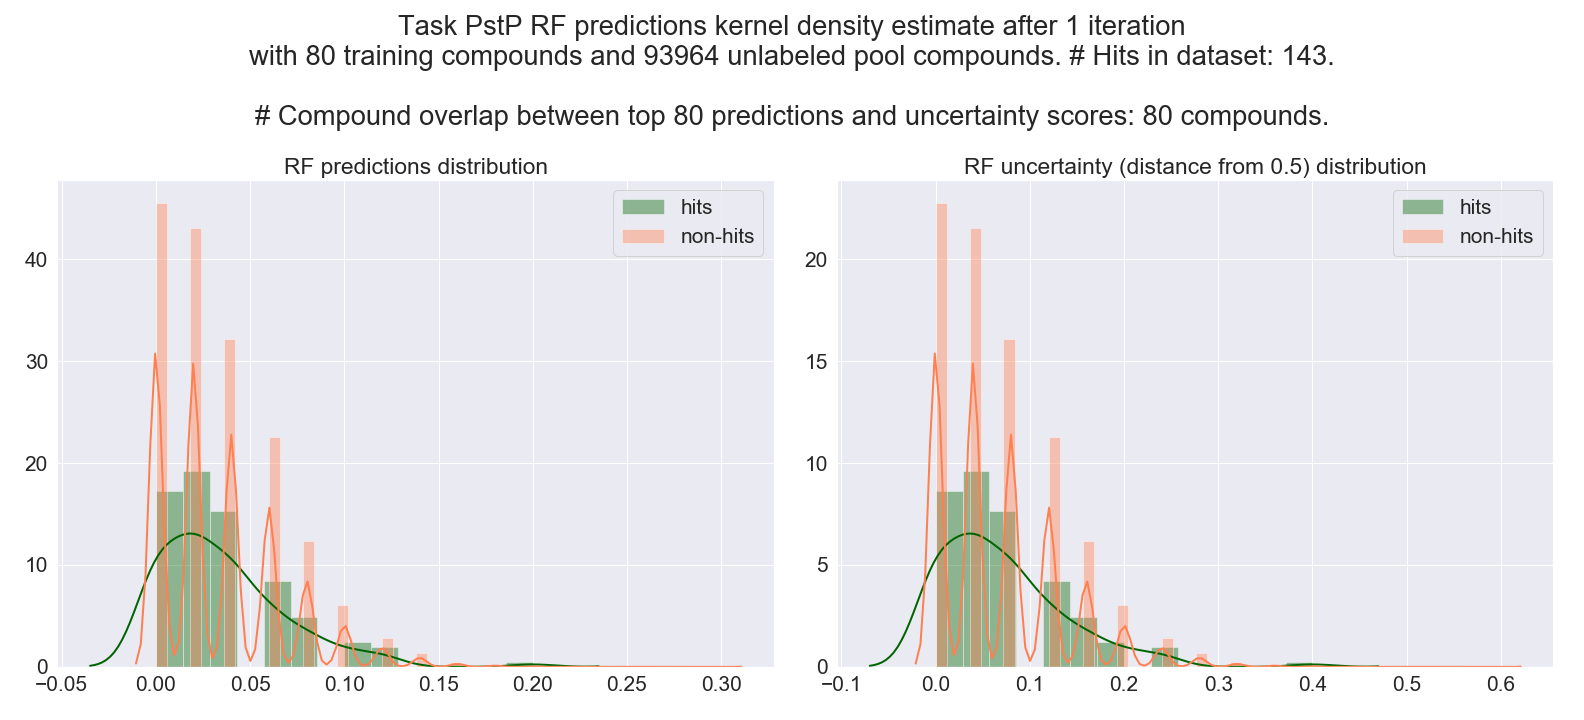 Task PstP RF predictions kernel density estimate after 1 iteration
with 80 training compounds and 93964 unlabeled pool compounds. # Hits in dataset: 143.
# Compound overlap between top 80 predictions and uncertainty scores: 80 compounds.
RF predictions distribution
hits
non-hits
40
30
20
10
0
−0.05
0.00
0.05
0.10
0.15
0.20
0.25
0.30
RF uncertainty (distance from 0.5) distribution
hits
non-hits
20
15
10
5
0
−0.1
0.0
0.1
0.2
0.3
0.4
0.5
0.6